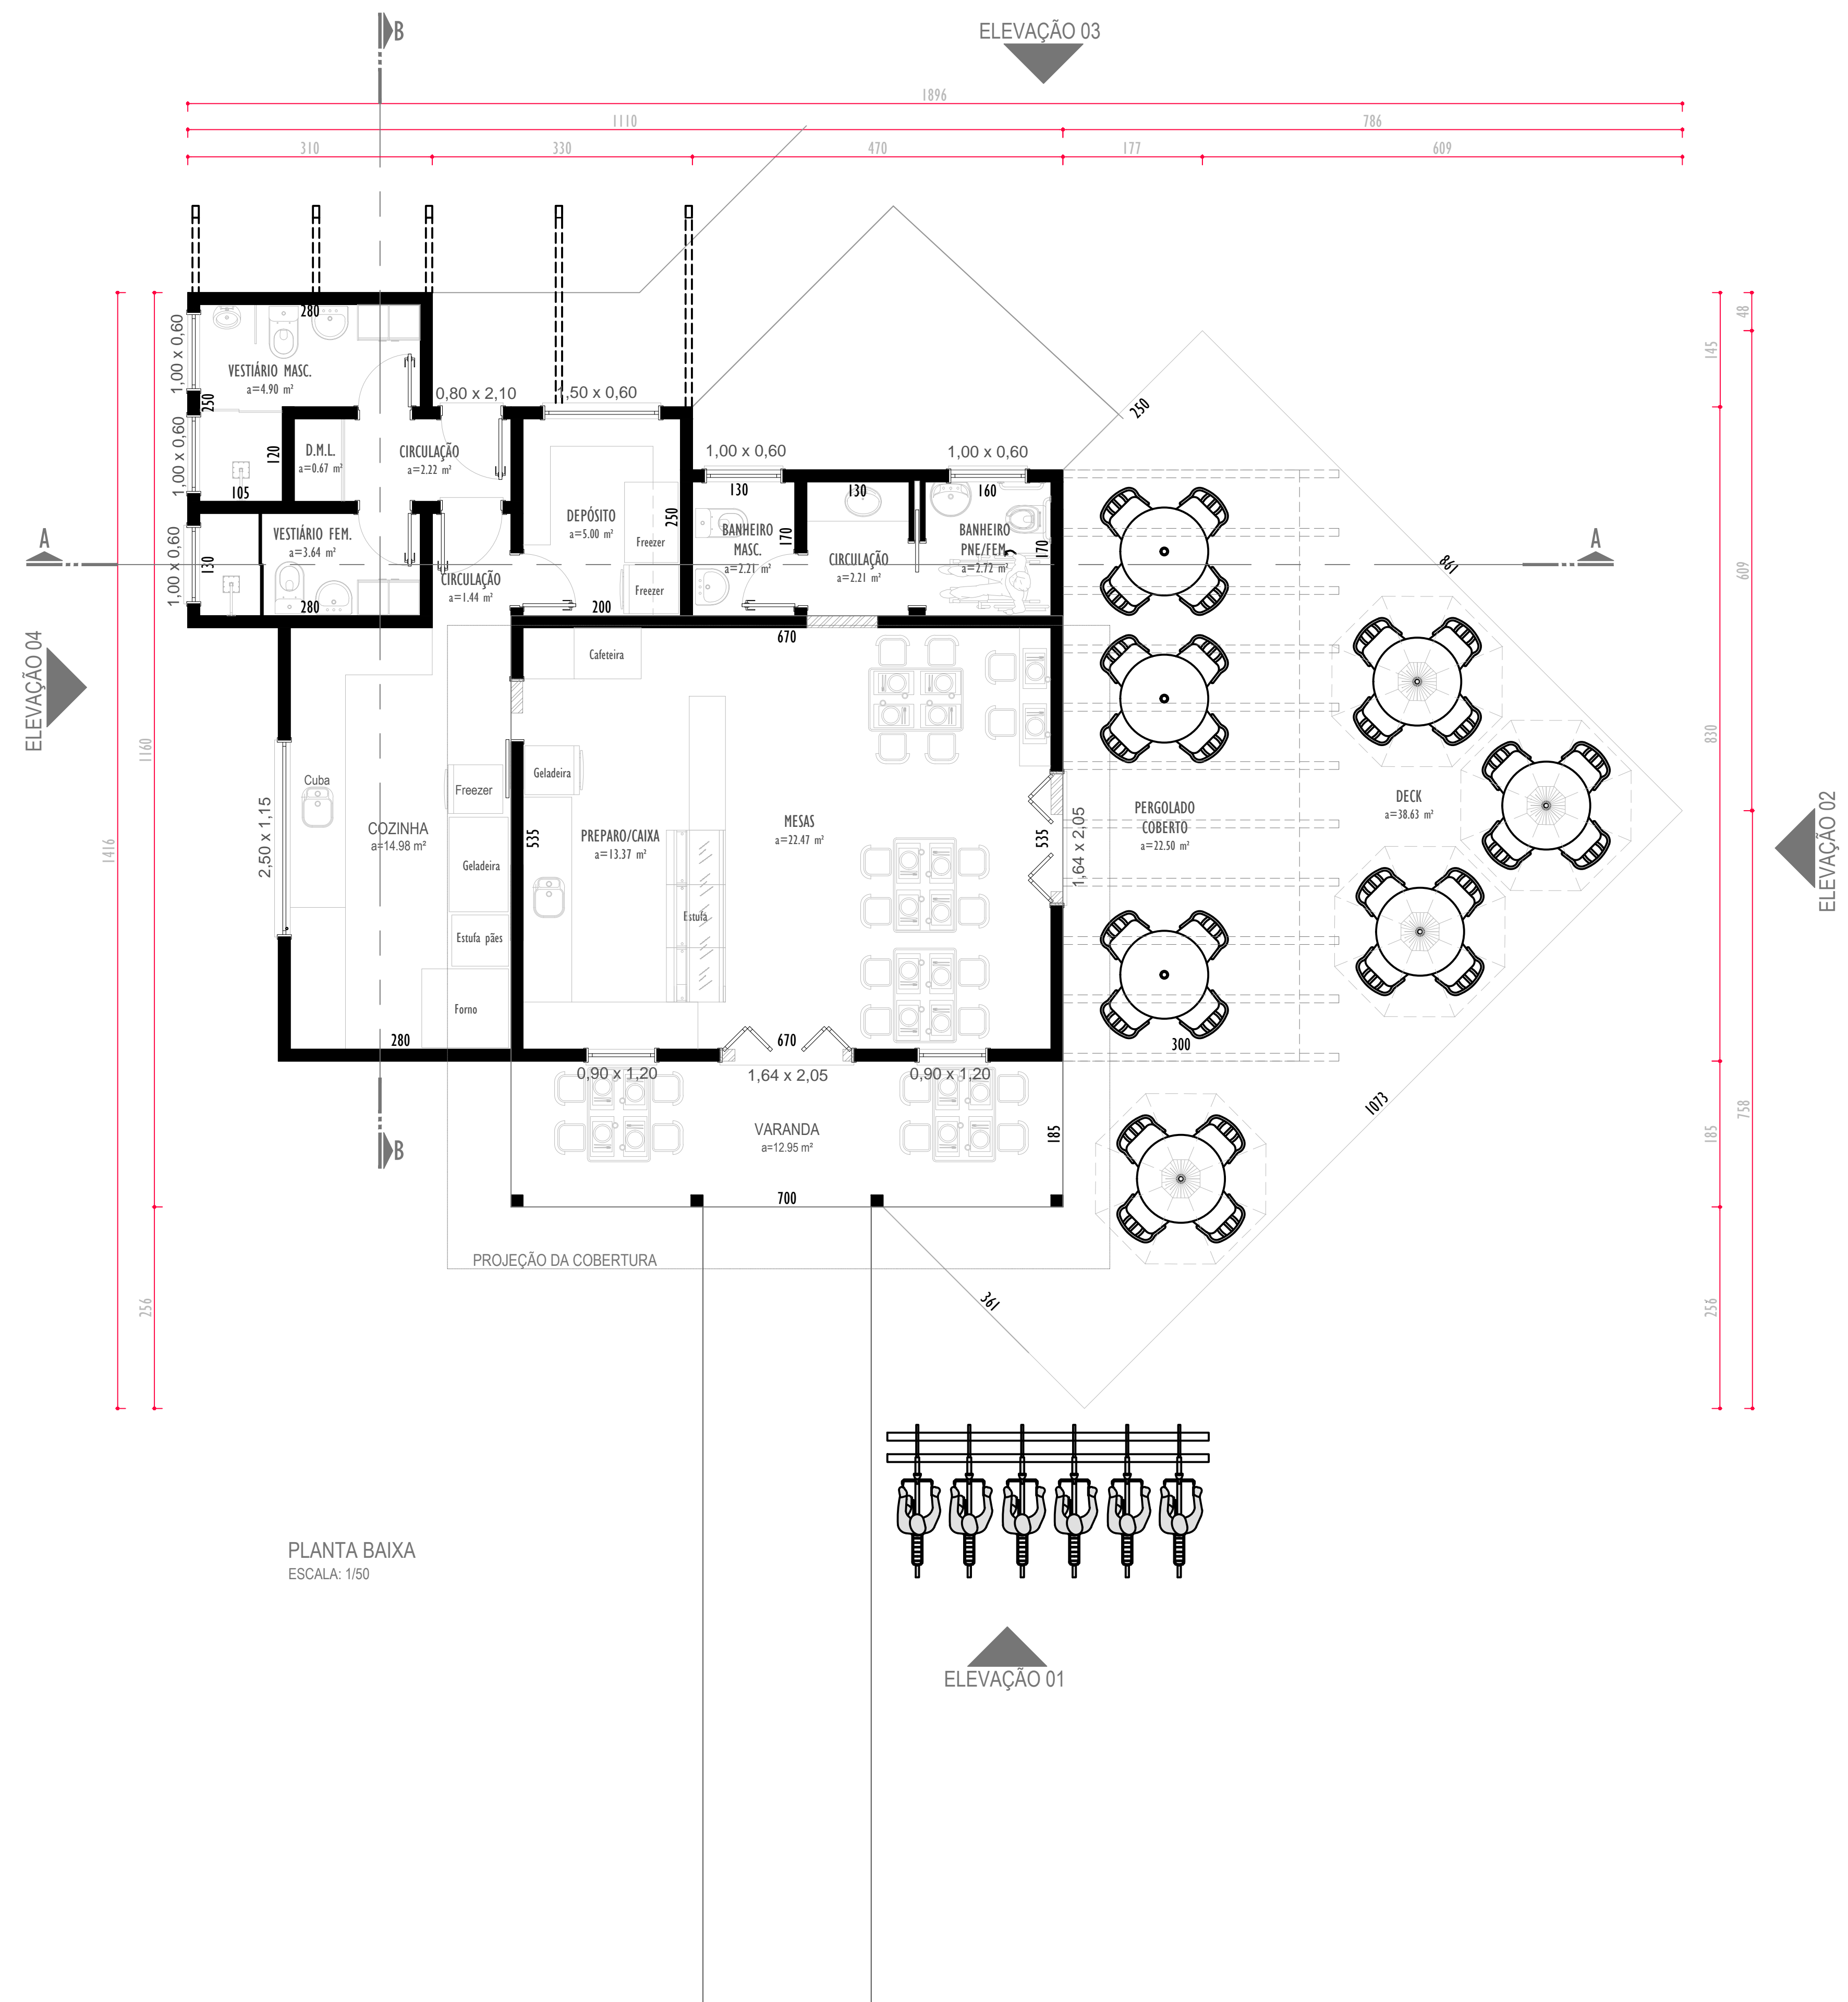 B
ELEVAÇÃO 03
1896
1110
786
310
330
470
177
609
48
145
280
1,00 x 0,60
VESTIÁRIO MASC.
a=4.90 m²
250
0,80 x 2,10
1,50 x 0,60
250
1,00 x 0,60
120
D.M.L.
a=0.67 m²
CIRCULAÇÃO
a=2.22 m²
1,00 x 0,60
1,00 x 0,60
105
130
130
160
DEPÓSITO
a=5.00 m²
250
Freezer
Freezer
200
BANHEIRO
MASC.
a=2.21 m²
170
CIRCULAÇÃO
a=2.21 m²
BANHEIRO
PNE/FEM.
a=2.72 m²
170
A
A
1,00 x 0,60
130
VESTIÁRIO FEM.
a=3.64 m²
280
CIRCULAÇÃO
a=1.44 m²
861
609
ELEVAÇÃO 04
670
Cafeteira
1160
830
2,50 x 1,15
Cuba
Freezer
Geladeira
COZINHA
a=14.98 m²
535
PREPARO/CAIXA
a=13.37 m²
MESAS
a=22.47 m²
535
1,64 x 2,05
PERGOLADO
COBERTO
a=22.50 m²
DECK
a=38.63 m²
ELEVAÇÃO 02
1416
Geladeira
Estufa
Estufa pães
Forno
280
670
300
0,90 x 1,20
1,64 x 2,05
0,90 x 1,20
1073
758
B
VARANDA
a=12.95 m²
185
185
700
PROJEÇÃO DA COBERTURA
256
361
256
PLANTA BAIXA
ESCALA: 1/50
ELEVAÇÃO 01